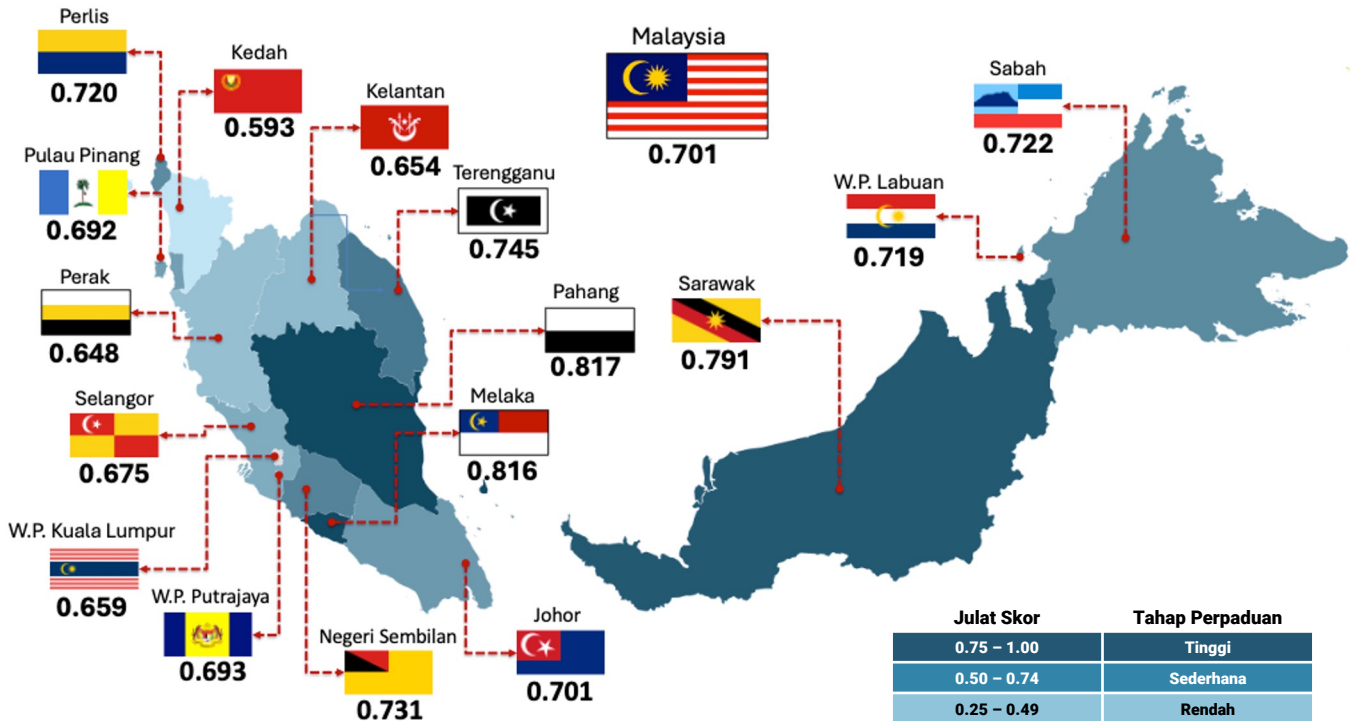 Perlis
0.720
Kedah
0.593
Kelantan
0.654
Malaysia
0.701
Sabah
0.722
Pulau Pinang
0.692
Terengganu
0.745
W.P. Labuan
0.719
Perak
0.648
Pahang
0.817
Sarawak
0.791
Selangor
0.675
Melaka
0.816
W.P. Kuala Lumpur
0.659
W.P. Putrajaya
0.693
Negeri Sembilan
0.731
Johor
0.701
Julat Skor Tahap Perpaduan
0.75 – 1.00 Tinggi
0.50 – 0.74 Sederhana
0.25 – 0.49 Rendah